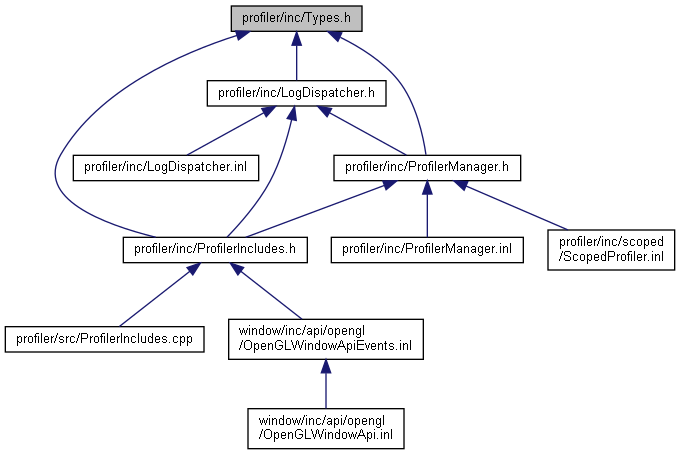 profiler/inc/Types.h
profiler/inc/LogDispatcher.h
profiler/inc/LogDispatcher.inl
profiler/inc/ProfilerManager.h
profiler/inc/ProfilerIncludes.h
profiler/inc/ProfilerManager.inl
profiler/inc/scoped
/ScopedProfiler.inl
profiler/src/ProfilerIncludes.cpp
window/inc/api/opengl
/OpenGLWindowApiEvents.inl
window/inc/api/opengl
/OpenGLWindowApi.inl